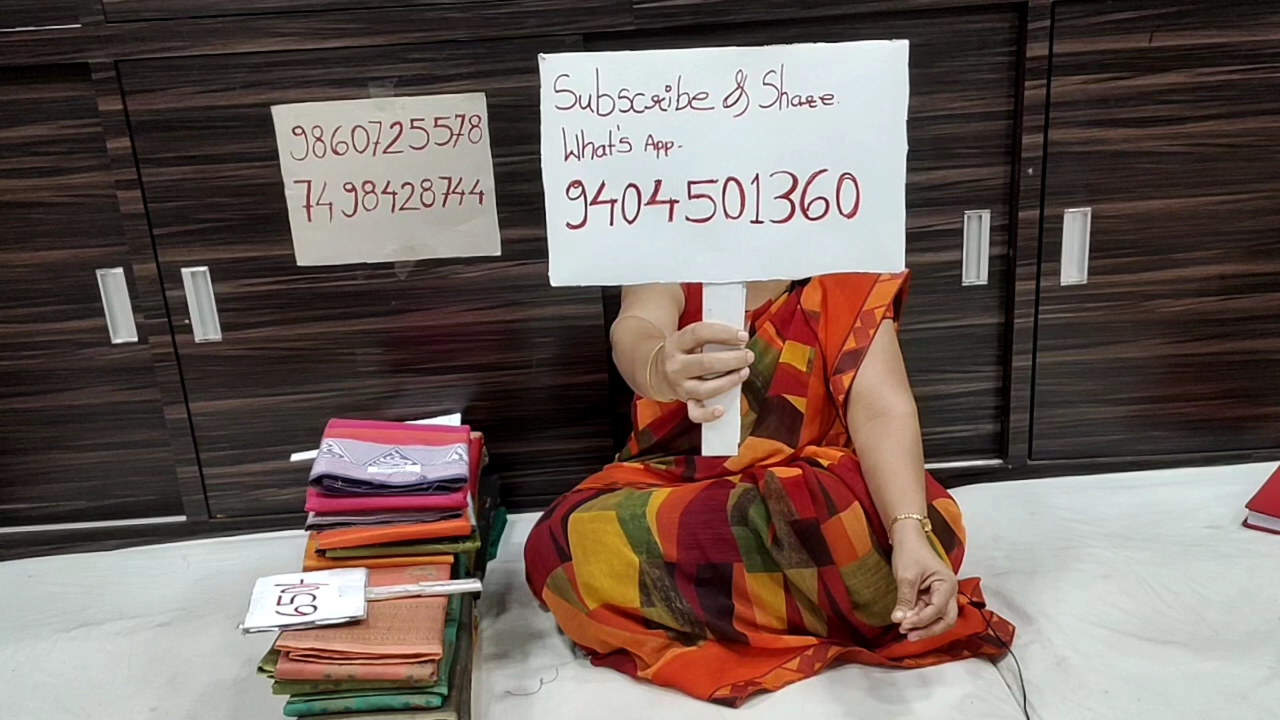 9860725578
7498428744
Subscribe & Share.
What's App.
9404501360
650/-